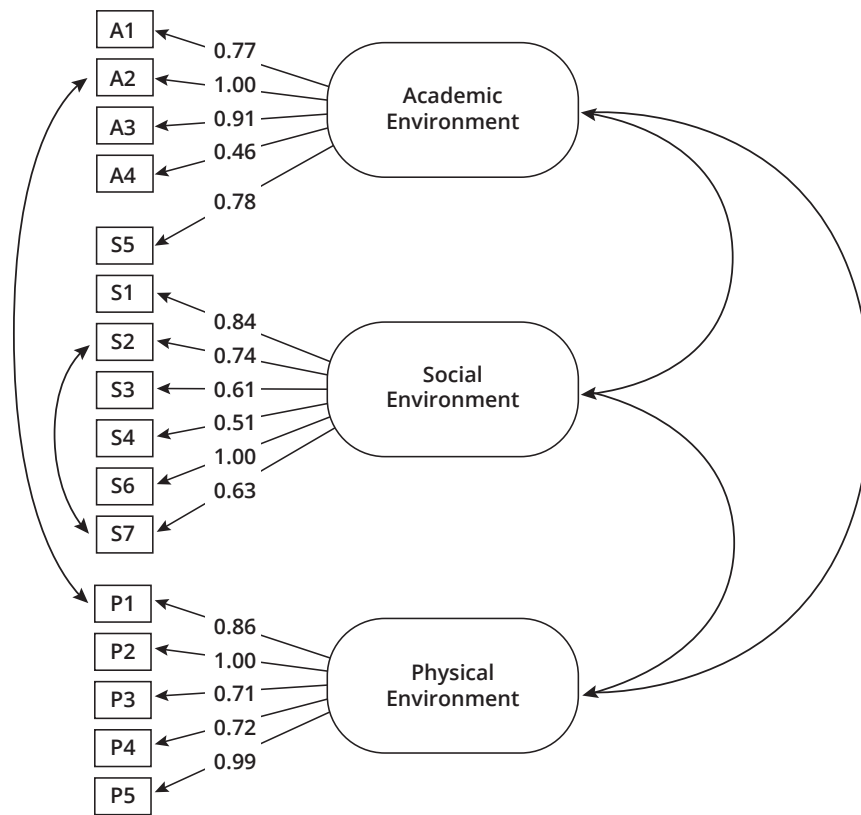 A1
0.77
A2
1.00
A3
0.91
A4
0.46
Academic
Environment
0.78
S5
S1
0.84
S2
0.74
S3
0.61
S4
0.51
S6
1.00
S7
0.63
Social
Environment
P1
0.86
P2
1.00
P3
0.71
P4
0.72
P5
0.99
Physical
Environment